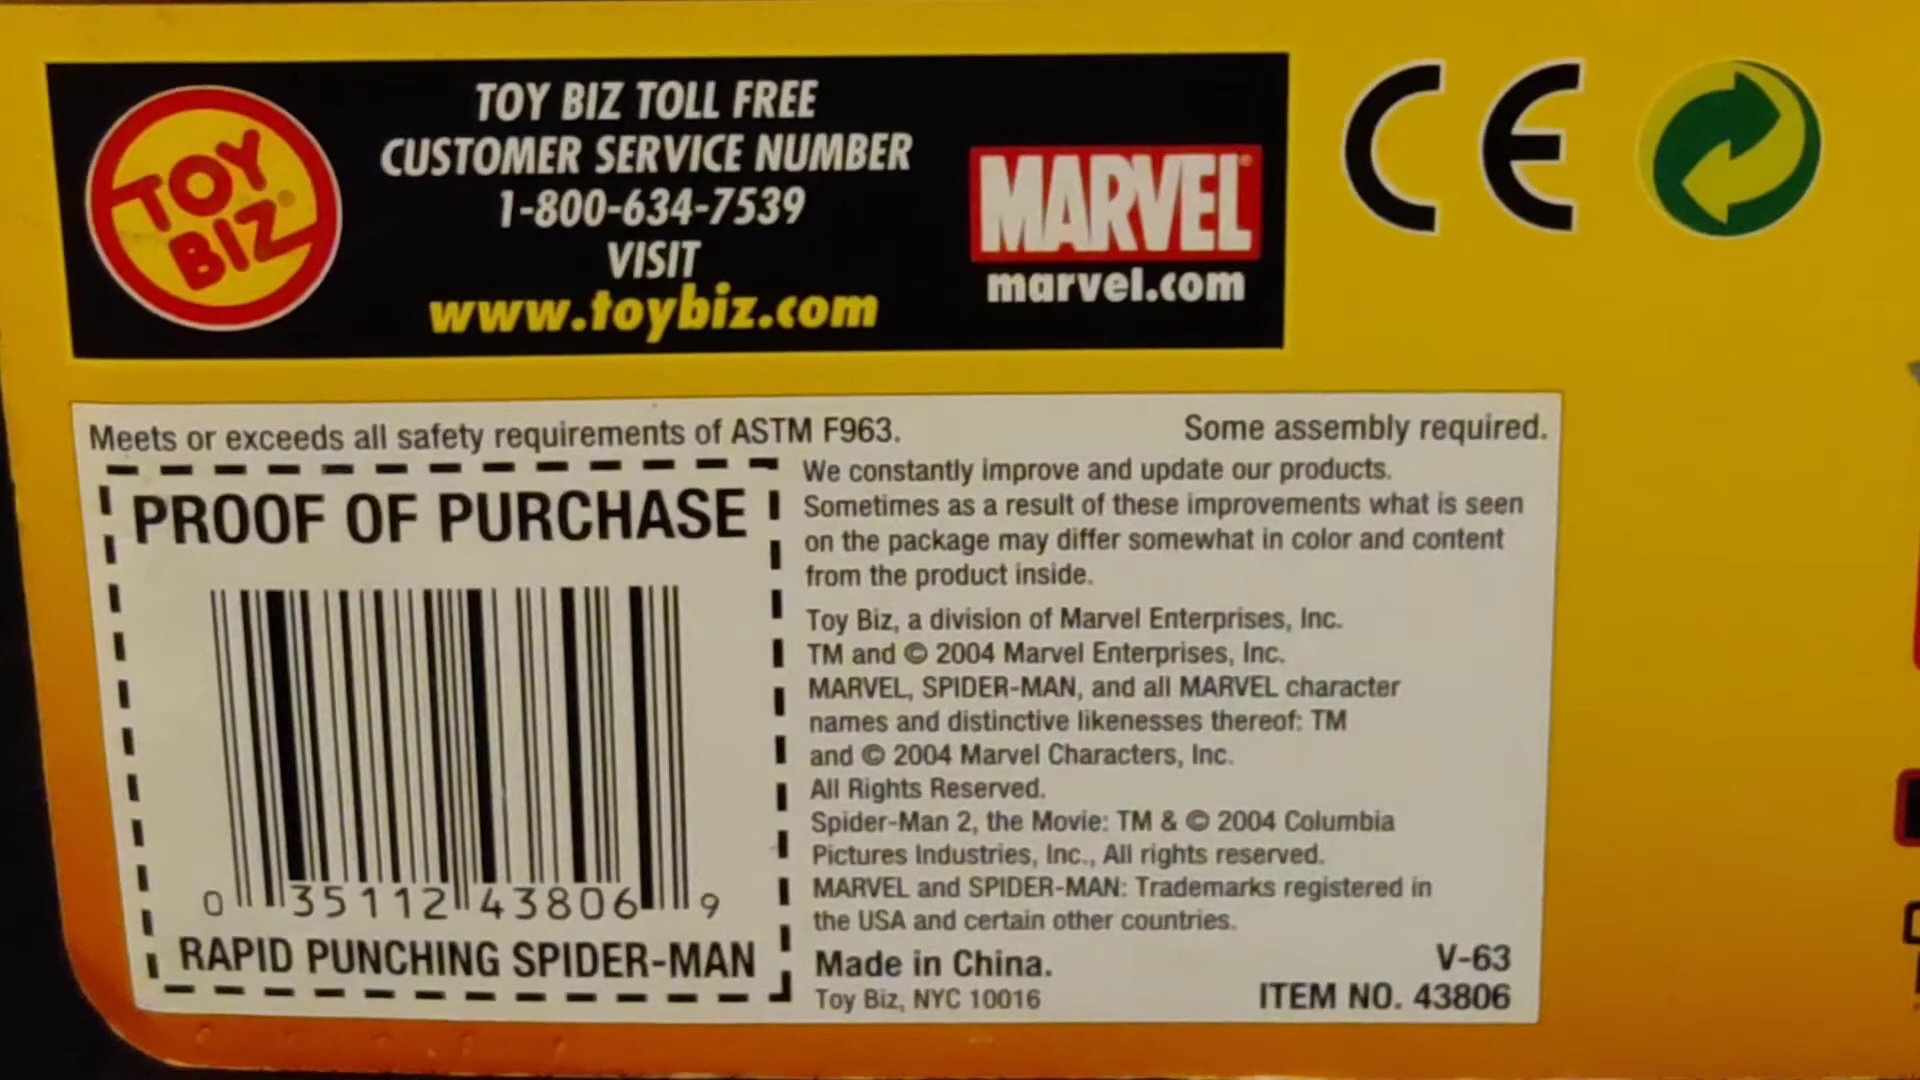 TOY
BIZ®
TOY BIZ TOLL FREE
CUSTOMER SERVICE NUMBER
1-800-634-7539
VISIT
www.toybiz.com
MARVEL®
marvel.com
CE
Meets or exceeds all safety requirements of ASTM F963.
Some assembly required.
PROOF OF PURCHASE
0 35112 43806 9
RAPID PUNCHING SPIDER-MAN
We constantly improve and update our products.
Sometimes as a result of these improvements what is seen
on the package may differ somewhat in color and content
from the product inside.
Toy Biz, a division of Marvel Enterprises, Inc.
TM and © 2004 Marvel Enterprises, Inc.
MARVEL, SPIDER-MAN, and all MARVEL character
names and distinctive likenesses thereof: TM
and © 2004 Marvel Characters, Inc.
All Rights Reserved.
Spider-Man 2, the Movie: TM & © 2004 Columbia
Pictures Industries, Inc., All rights reserved.
MARVEL and SPIDER-MAN: Trademarks registered in
the USA and certain other countries.
Made in China.
Toy Biz, NYC 10016
V-63
ITEM NO. 43806